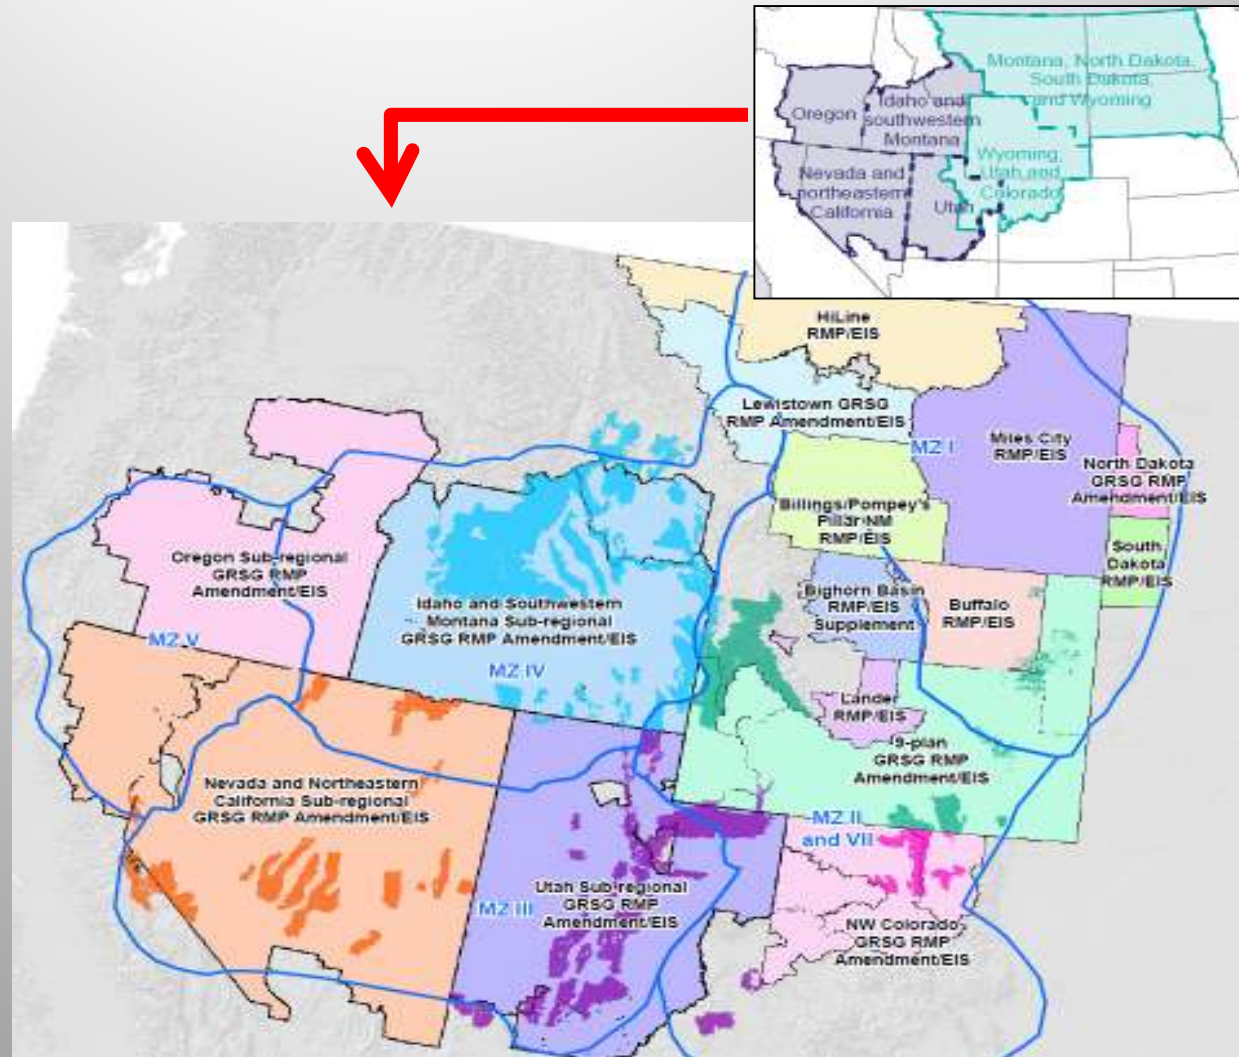 Montana, North Dakota,
South Dakota,
and Wyoming
Oregon
Idaho and
southwestern
Montana
Wyoming,
Utah and
Colorado
Nevada and
northeastern
California
Utah
HiLine
RMP/EIS
Lewistown GRSG
RMP Amendment/EIS
MZ I
Miles City
RMP/EIS
North Dakota
GRSG RMP
Amendment/EIS
Billings/Pompey's
Pillar NM
RMP/EIS
South
Dakota
RMP/EIS
Oregon Sub-regional
GRSG RMP
Amendment/EIS
Bighorn Basin
RMP/EIS
Supplement
Buffalo
RMP/EIS
Idaho and Southwestern
Montana Sub-regional
GRSG RMP Amendment/EIS
MZ V
MZ IV
Lander
RMP/EIS
9-plan
GRSG RMP
Amendment/EIS
Nevada and Northeastern
California Sub-regional
GRSG RMP Amendment/EIS
MZ II
and VII
Utah Sub-regional
GRSG RMP
Amendment/EIS
MZ III
NW Colorado
GRSG RMP
Amendment/EIS